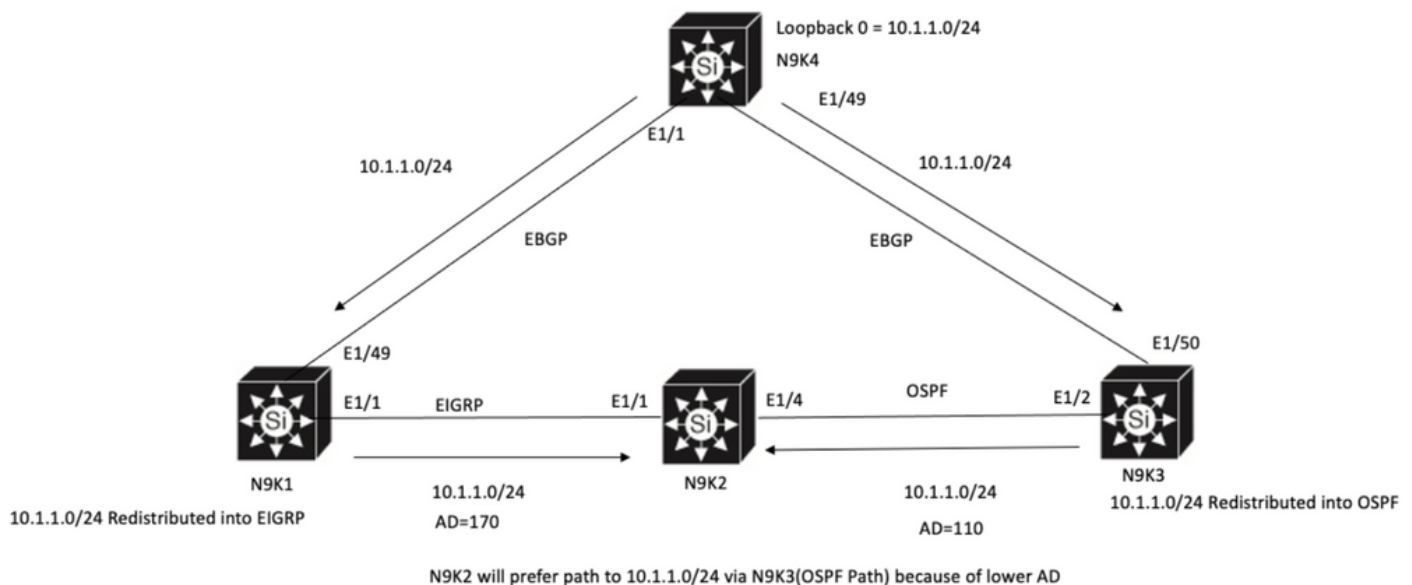 Loopback 0 = 10.1.1.0/24
Si
N9K4
E1/49
E1/1
10.1.1.0/24
10.1.1.0/24
EBGP
EBGP
E1/50
E1/49
E1/1
EIGRP
E1/1
E1/4
OSPF
E1/2
Si
Si
Si
N9K1
N9K2
N9K3
10.1.1.0/24
10.1.1.0/24
10.1.1.0/24 Redistributed into EIGRP
10.1.1.0/24 Redistributed into OSPF
AD=170
AD=110
N9K2 will prefer path to 10.1.1.0/24 via N9K3(OSPF Path) because of lower AD